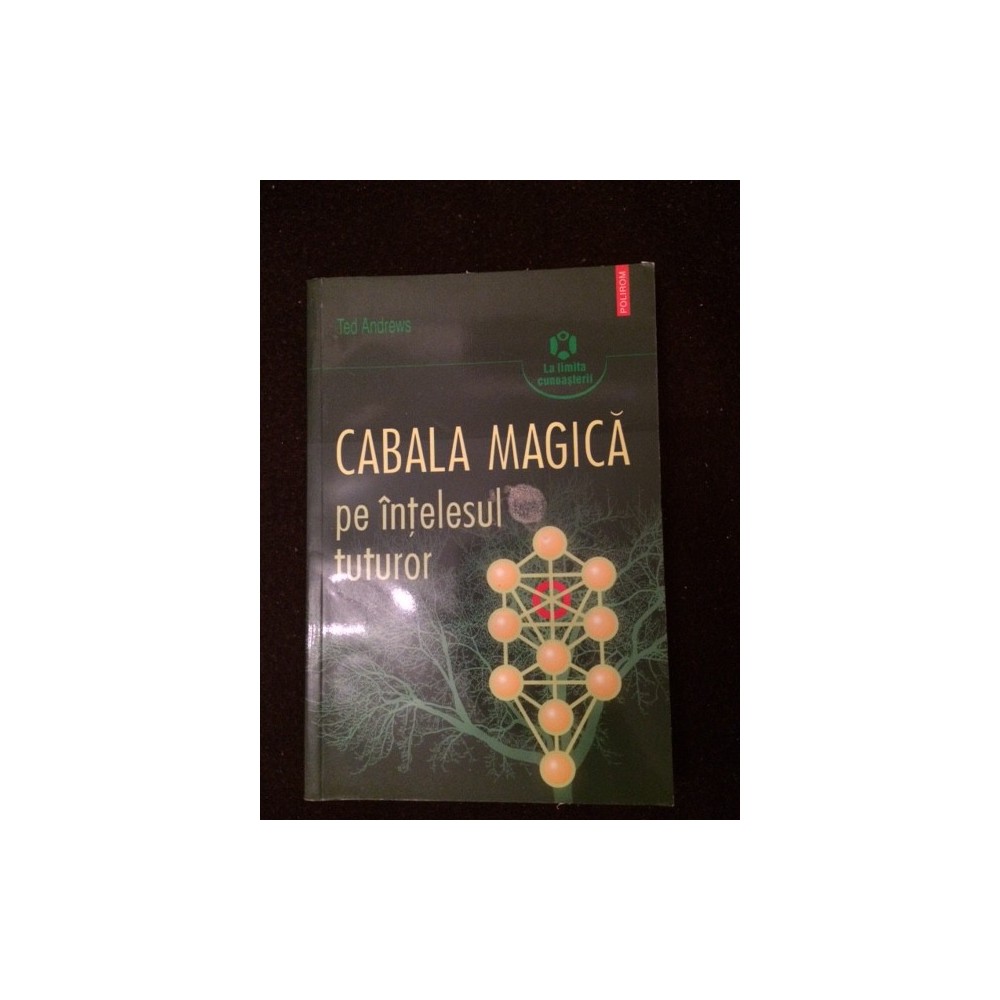 POLIROM
Ted Andrews
La limita
cunoașterii
CABALA MAGICĂ
pe înțelesul
tuturor